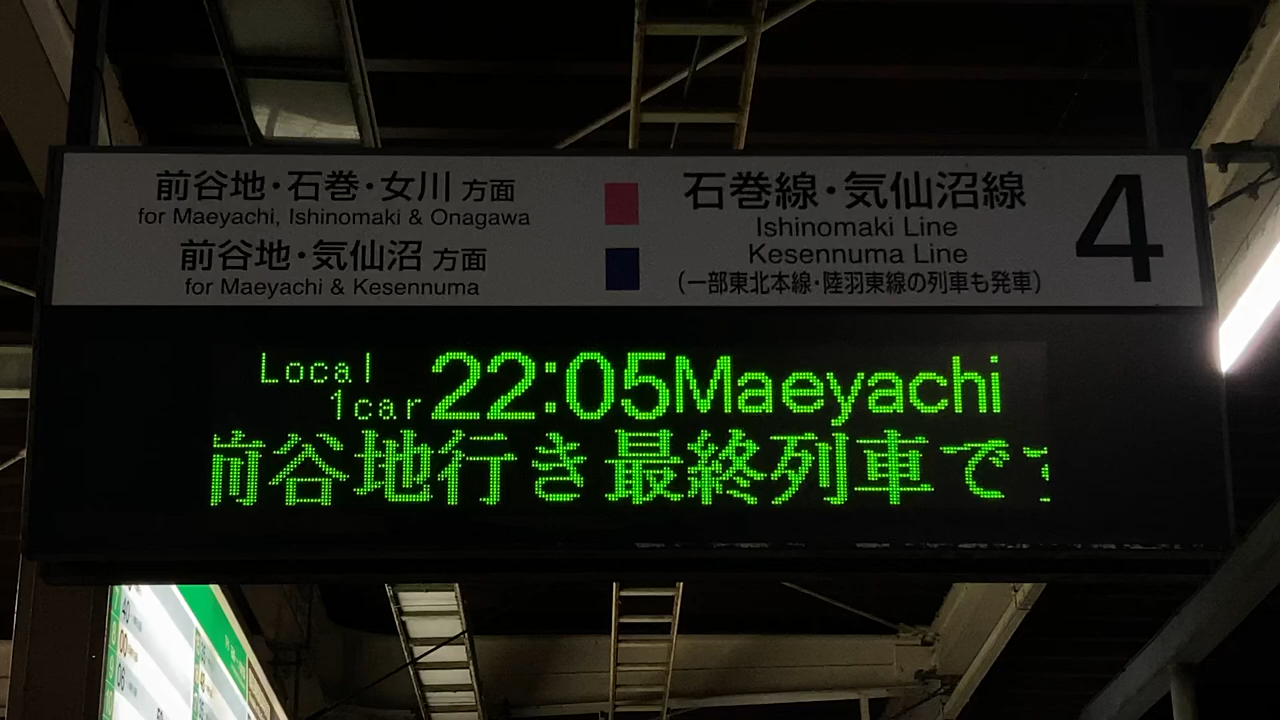 前谷地・石巻・女川 方面
for Maeyachi, Ishinomaki & Onagawa
前谷地・気仙沼 方面
for Maeyachi & Kesennuma
石巻線・気仙沼線
Ishinomaki Line
Kesennuma Line
(一部東北本線・陸羽東線の列車も発車)
4
Local
1car 22:05 Maeyachi
前谷地行き最終列車です